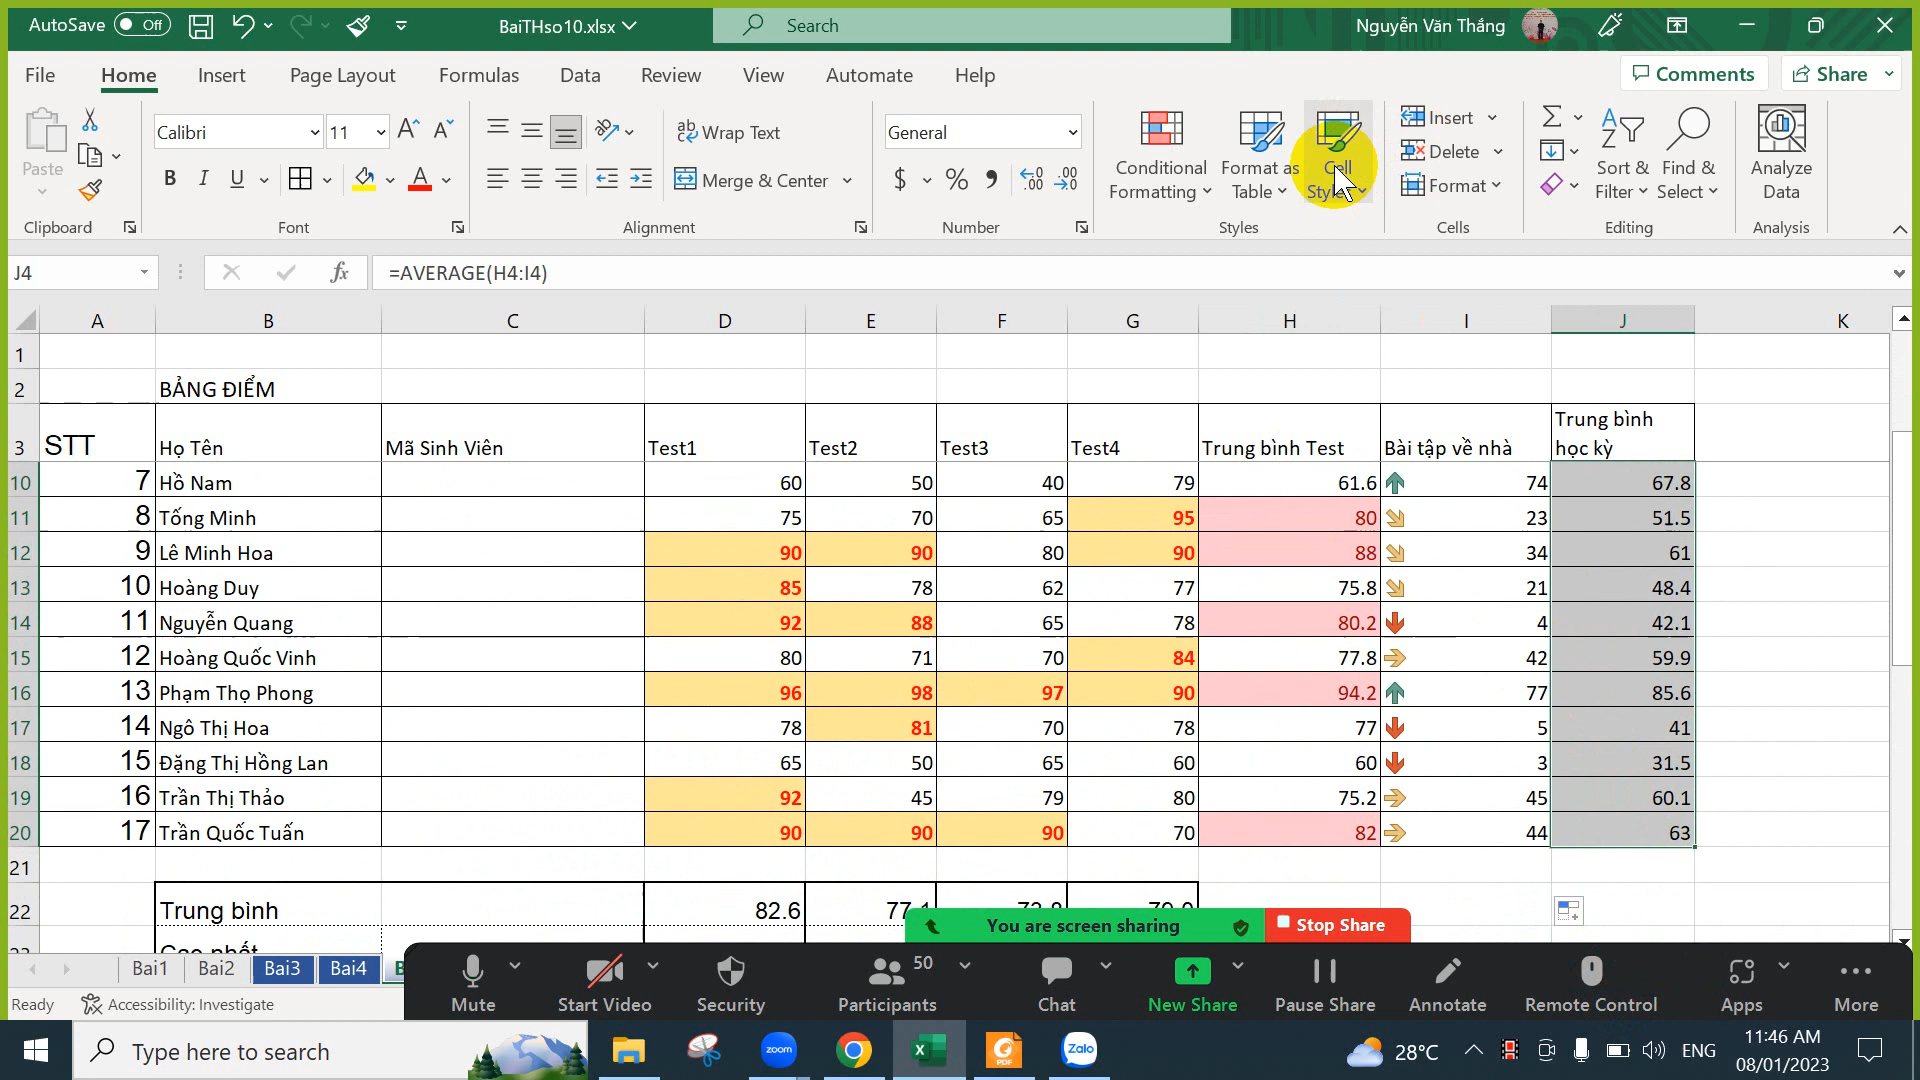 AutoSave Off BaiTHso10.xlsx Search Nguyễn Văn Thắng
File Home Insert Page Layout Formulas Data Review View Automate Help Comments Share
Calibri 11 Wrap Text General Insert
Paste B I U Merge & Center $ % Conditional Formatting Format as Table Cell Delete Format Sort & Filter Find & Select Analyze Data
Clipboard Font Alignment Number Styles Cells Editing Analysis
J4 fx =AVERAGE(H4:I4)
A B C D E F G H I J K
1
2 BẢNG ĐIỂM
3 STT Họ Tên Mã Sinh Viên Test1 Test2 Test3 Test4 Trung bình Test Bài tập về nhà Trung bình học kỳ
10 7 Hồ Nam 60 50 40 79 61.6 74 67.8
11 8 Tống Minh 75 70 65 95 80 23 51.5
12 9 Lê Minh Hoa 90 90 80 90 88 34 61
13 10 Hoàng Duy 85 78 62 77 75.8 21 48.4
14 11 Nguyễn Quang 92 88 65 78 80.2 4 42.1
15 12 Hoàng Quốc Vinh 80 71 70 84 77.8 42 59.9
16 13 Phạm Thọ Phong 96 98 97 90 94.2 77 85.6
17 14 Ngô Thị Hoa 78 81 70 78 77 5 41
18 15 Đặng Thị Hồng Lan 65 50 65 60 60 3 31.5
19 16 Trần Thị Thảo 92 45 79 80 75.2 45 60.1
20 17 Trần Quốc Tuấn 90 90 90 70 82 44 63
21
22 Trung bình 82.6
You are screen sharing Stop Share
Bai1 Bai2 Bai3 Bai4
50
Ready Accessibility: Investigate
Mute Start Video Security Participants Chat New Share Pause Share Annotate Remote Control Apps More
Type here to search zoom PDF Zalo 28°C ENG 11:46 AM
08/01/2023